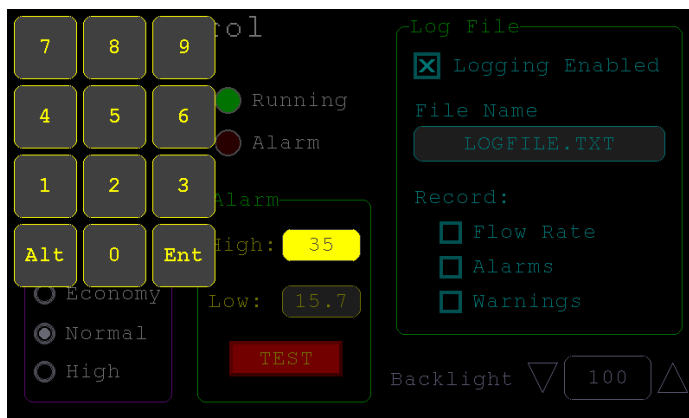 7 8 9
4 5 6
1 2 3
Alt 0 Ent
Running
Alarm
Alarm
High: 35
Low: 15.7
TEST
Economy
Normal
High
Log File
Logging Enabled
File Name
LOGFILE.TXT
Record:
Flow Rate
Alarms
Warnings
Backlight 100